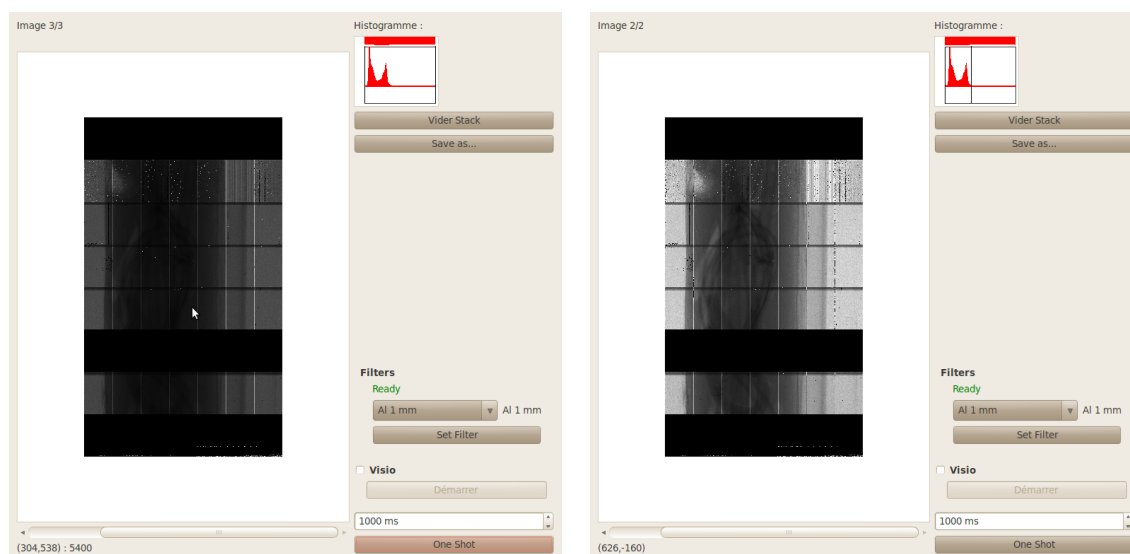 Image 3/3
Histogramme :
Vider Stack
Save as...
Filters
Ready
Al 1 mm
Al 1 mm
Set Filter
Visio
Démarrer
1000 ms
One Shot
(304,538) : 5400
Image 2/2
Histogramme :
Vider Stack
Save as...
Filters
Ready
Al 1 mm
Al 1 mm
Set Filter
Visio
Démarrer
1000 ms
One Shot
(626,-160)